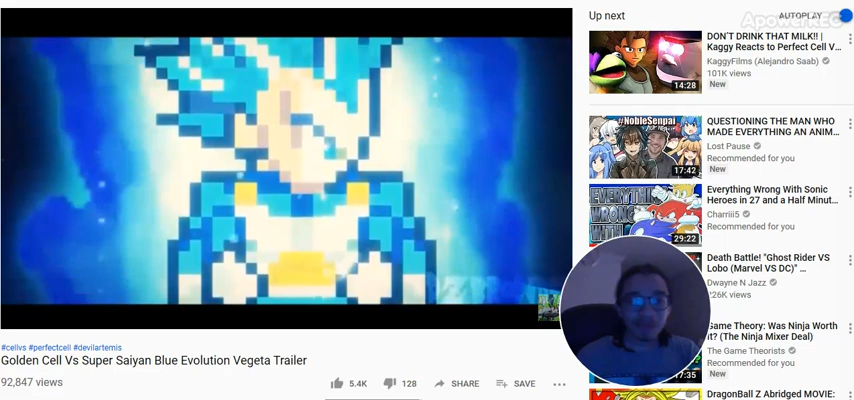 Up next
AUTOPLAY
ApowerREC
DON'T DRINK THAT MILK!! |
Kaggy Reacts to Perfect Cell V...
KaggyFilms (Alejandro Saab)
101K views
New
14:28
#NobleSenpai
17:42
QUESTIONING THE MAN WHO
MADE EVERYTHING AN ANIM...
Lost Pause
Recommended for you
New
EVERYTHING
WRONG
WITH
29:22
Everything Wrong With Sonic
Heroes in 27 and a Half Minut...
Charriii5
Recommended for you
Death Battle! "Ghost Rider VS
Lobo (Marvel VS DC)" ...
Dwayne N Jazz
226K views
Game Theory: Was Ninja Worth
it? (The Ninja Mixer Deal)
The Game Theorists
Recommended for you
New
17:35
DragonBall Z Abridged MOVIE:
#cellvs #perfectcell #devilartemis
Golden Cell Vs Super Saiyan Blue Evolution Vegeta Trailer
92,847 views
5.4K
128
SHARE
SAVE